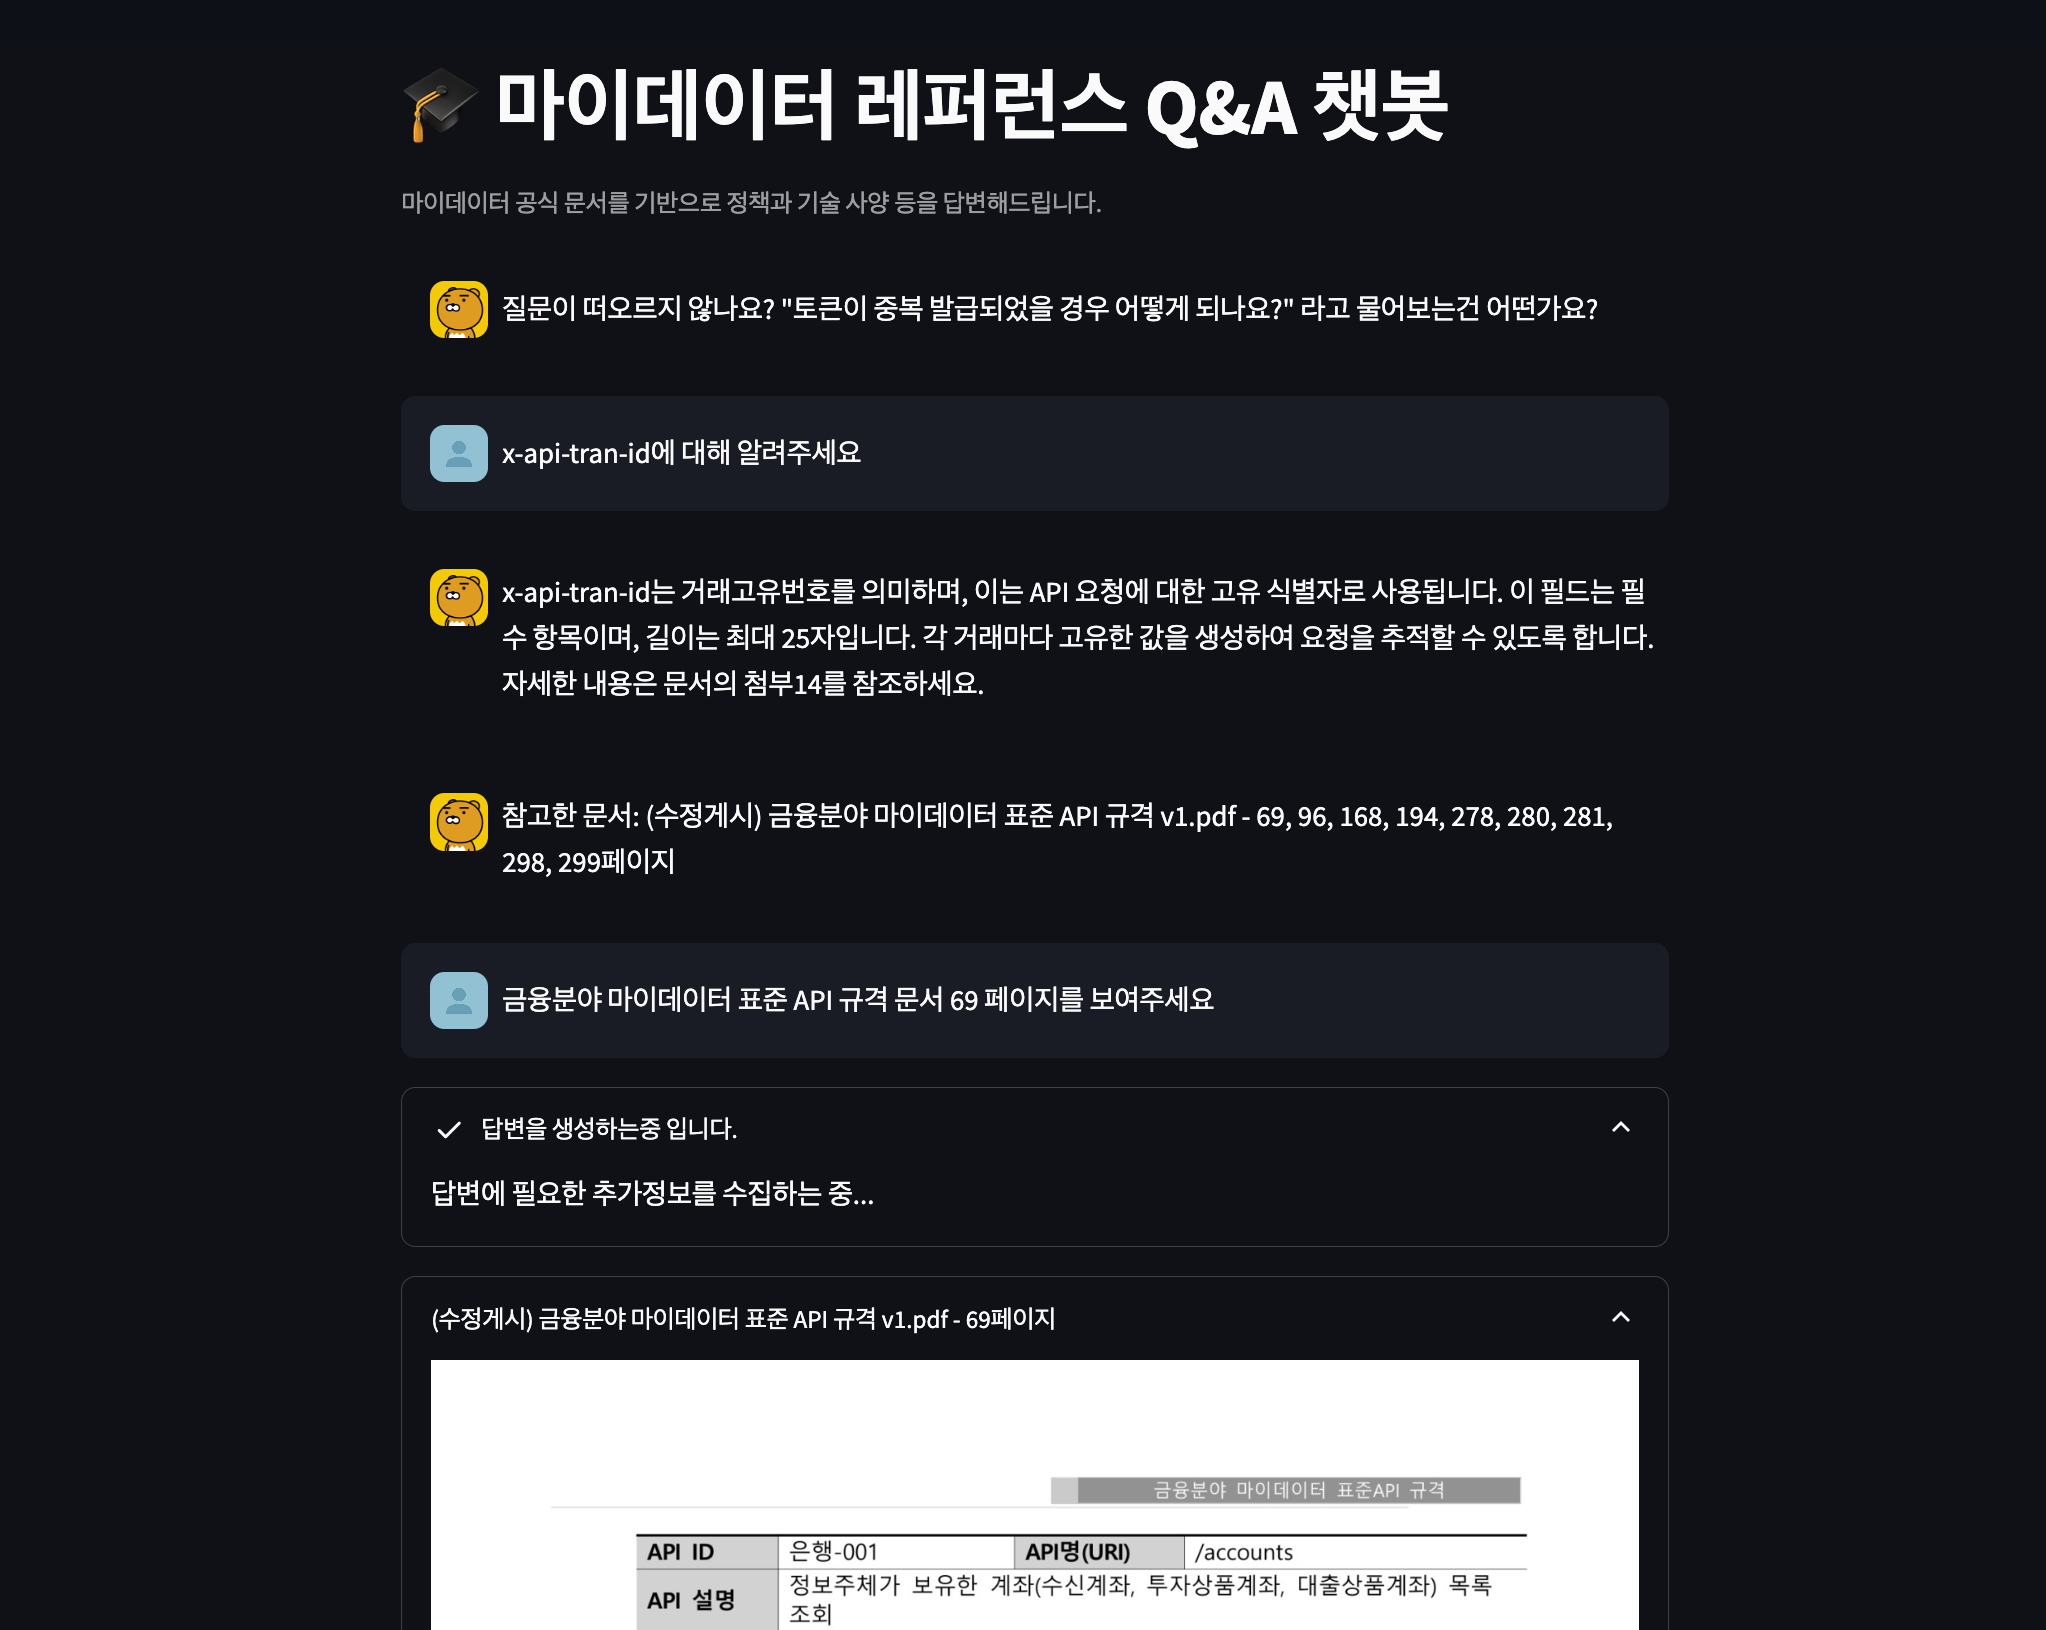 마이데이터 레퍼런스 Q&A 챗봇
마이데이터 공식 문서를 기반으로 정책과 기술 사양 등을 답변해드립니다.
질문이 떠오르지 않나요? "토큰이 중복 발급되었을 경우 어떻게 되나요?" 라고 물어보는건 어떤가요?
x-api-tran-id에 대해 알려주세요
x-api-tran-id는 거래고유번호를 의미하며, 이는 API 요청에 대한 고유 식별자로 사용됩니다. 이 필드는 필
수 항목이며, 길이는 최대 25자입니다. 각 거래마다 고유한 값을 생성하여 요청을 추적할 수 있도록 합니다.
자세한 내용은 문서의 첨부14를 참조하세요.
참고한 문서: (수정게시) 금융분야 마이데이터 표준 API 규격 v1.pdf - 69, 96, 168, 194, 278, 280, 281,
298, 299페이지
금융분야 마이데이터 표준 API 규격 문서 69 페이지를 보여주세요
답변을 생성하는중 입니다.
답변에 필요한 추가정보를 수집하는 중...
(수정게시) 금융분야 마이데이터 표준 API 규격 v1.pdf - 69페이지
금융분야 마이데이터 표준API 규격
API ID 은행-001 API명(URI) /accounts
API 설명 정보주체가 보유한 계좌(수신계좌, 투자상품계좌, 대출상품계좌) 목록
조회